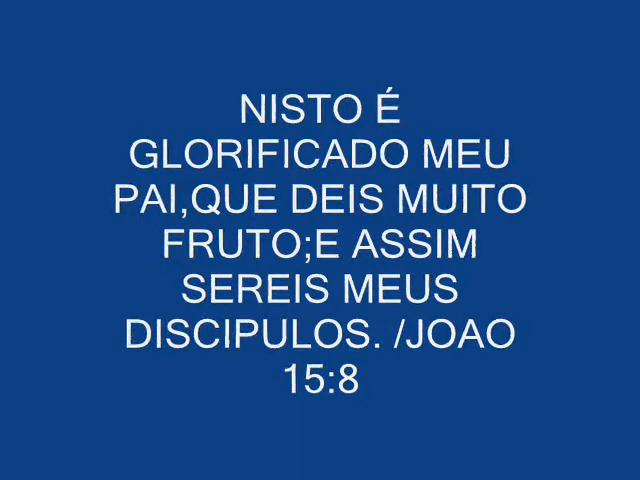 NISTO É
GLORIFICADO MEU
PAI,QUE DEIS MUITO
FRUTO;E ASSIM
SEREIS MEUS
DISCIPULOS. /JOAO
15:8